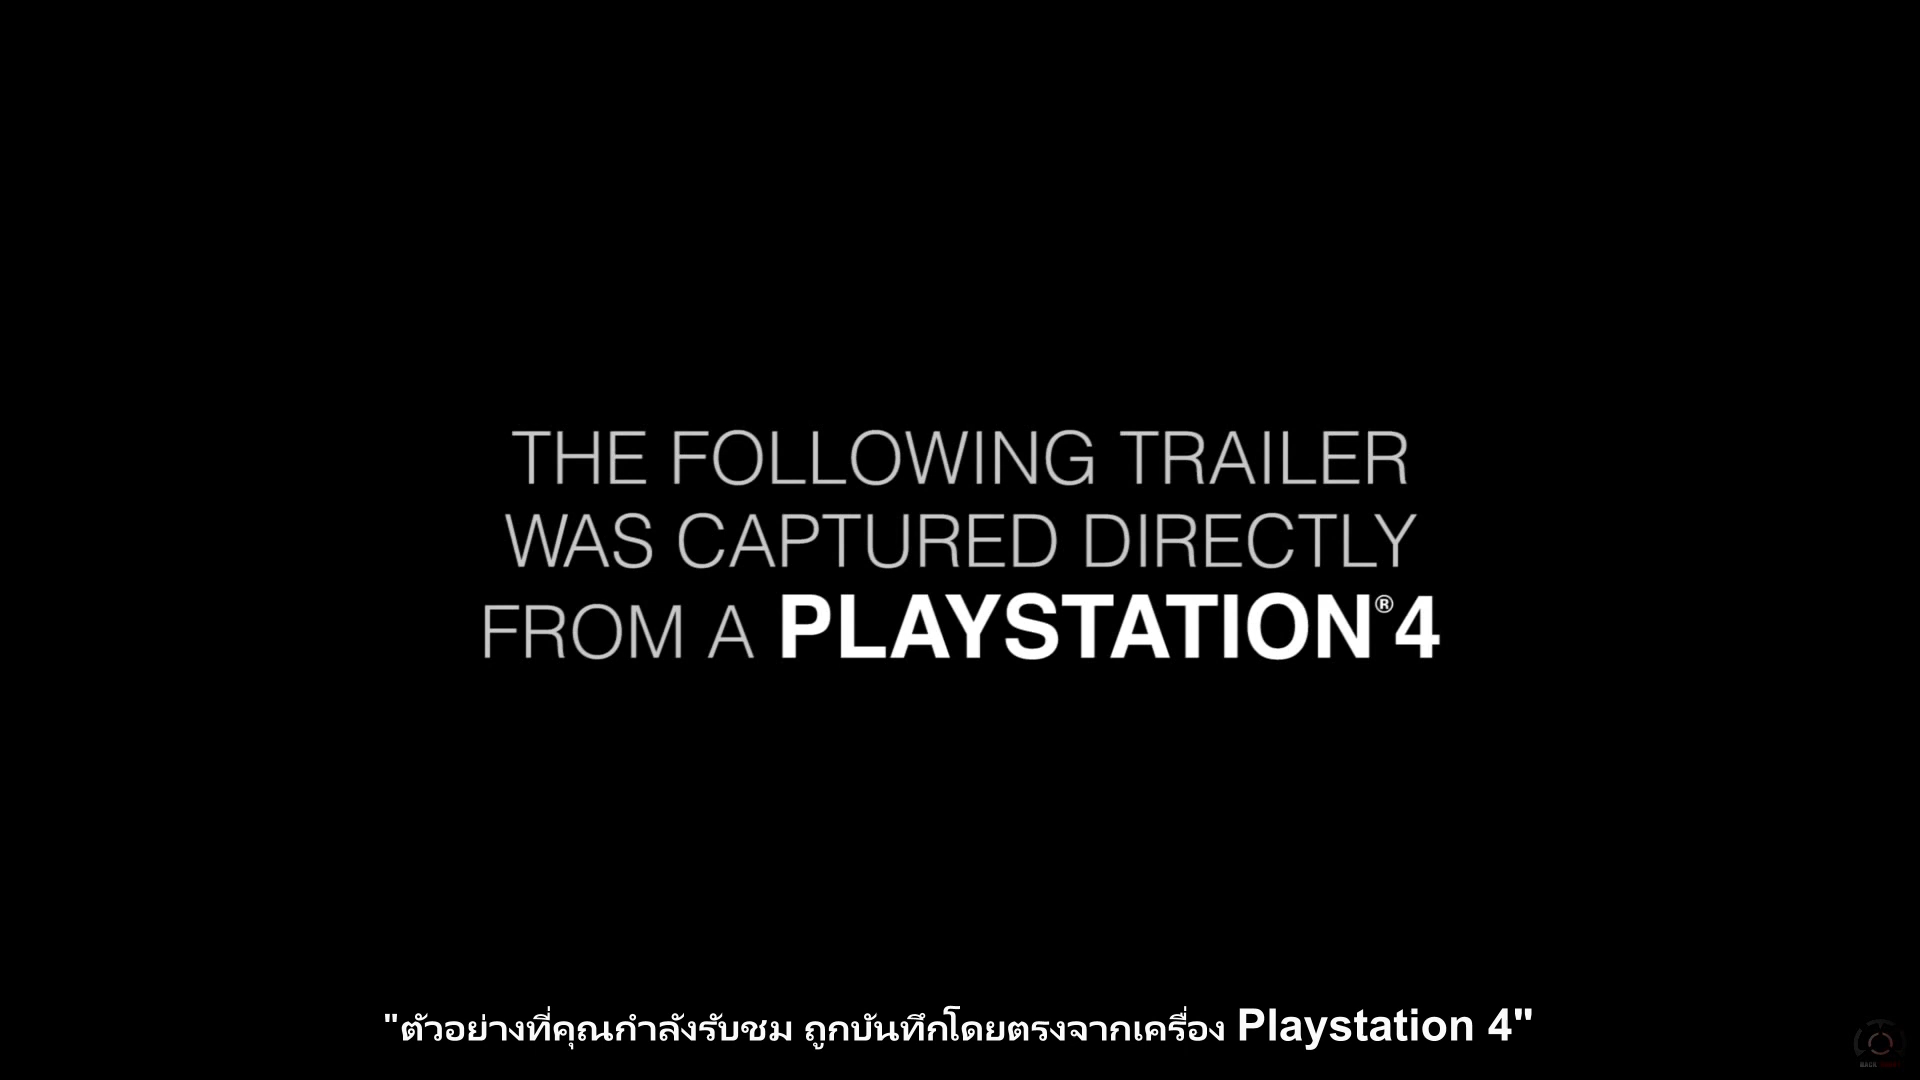 THE FOLLOWING TRAILER
WAS CAPTURED DIRECTLY
FROM A PLAYSTATION®4
"ตัวอย่างที่คุณกำลังรับชม ถูกบันทึกโดยตรงจากเครื่อง Playstation 4"